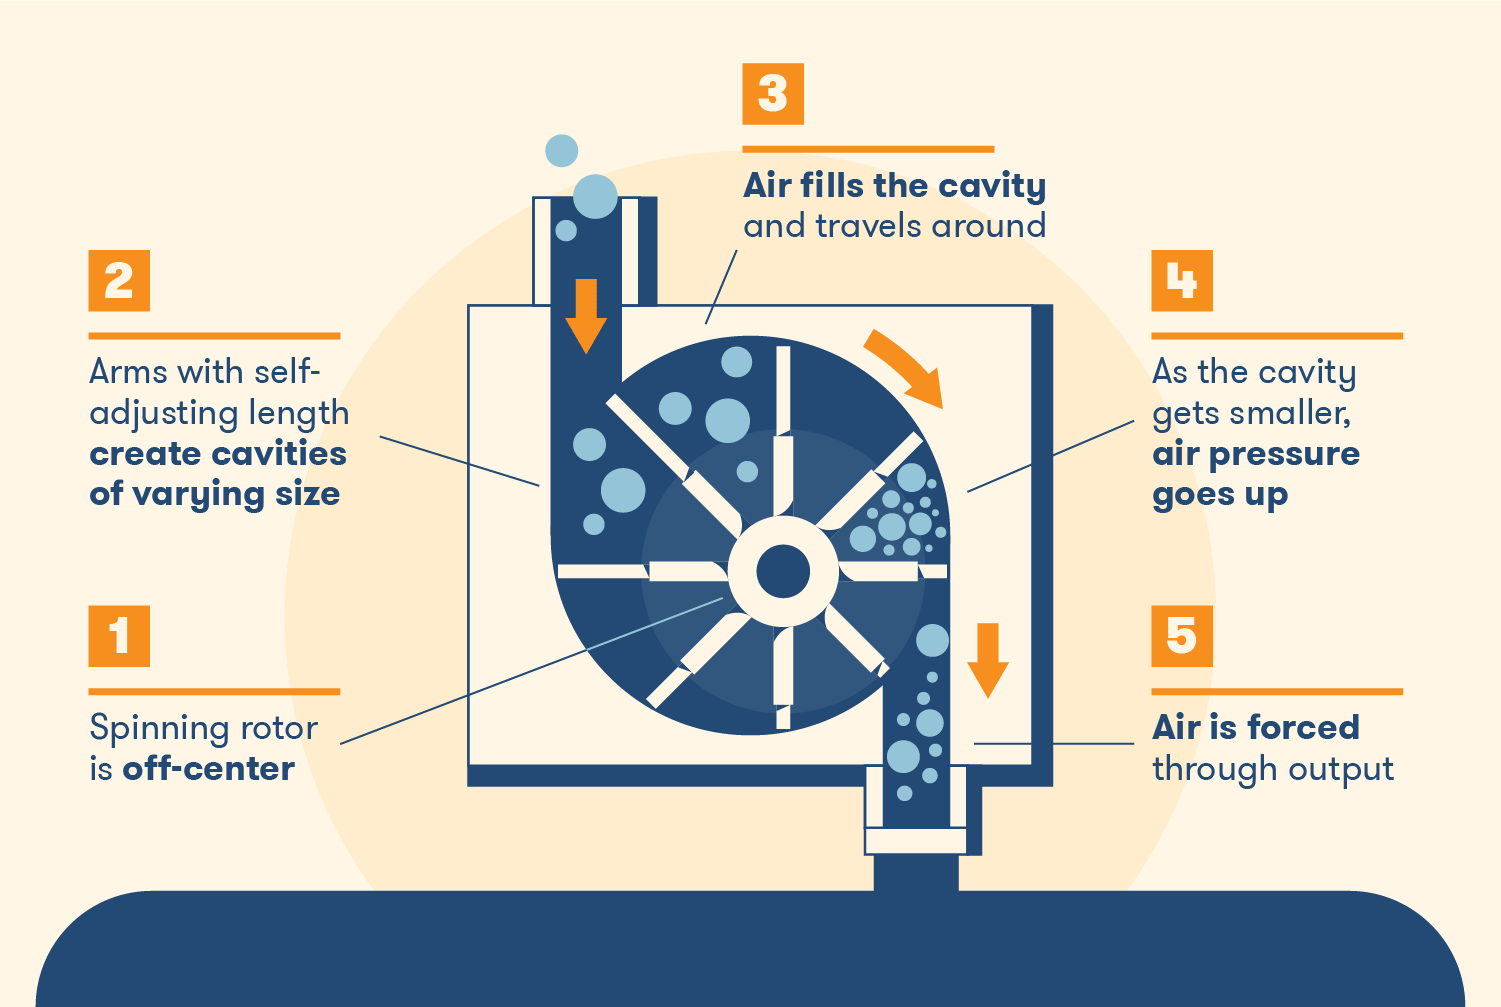 3
Air fills the cavity
and travels around
2
Arms with self-
adjusting length
create cavities
of varying size
4
As the cavity
gets smaller,
air pressure
goes up
1
Spinning rotor
is off-center
5
Air is forced
through output